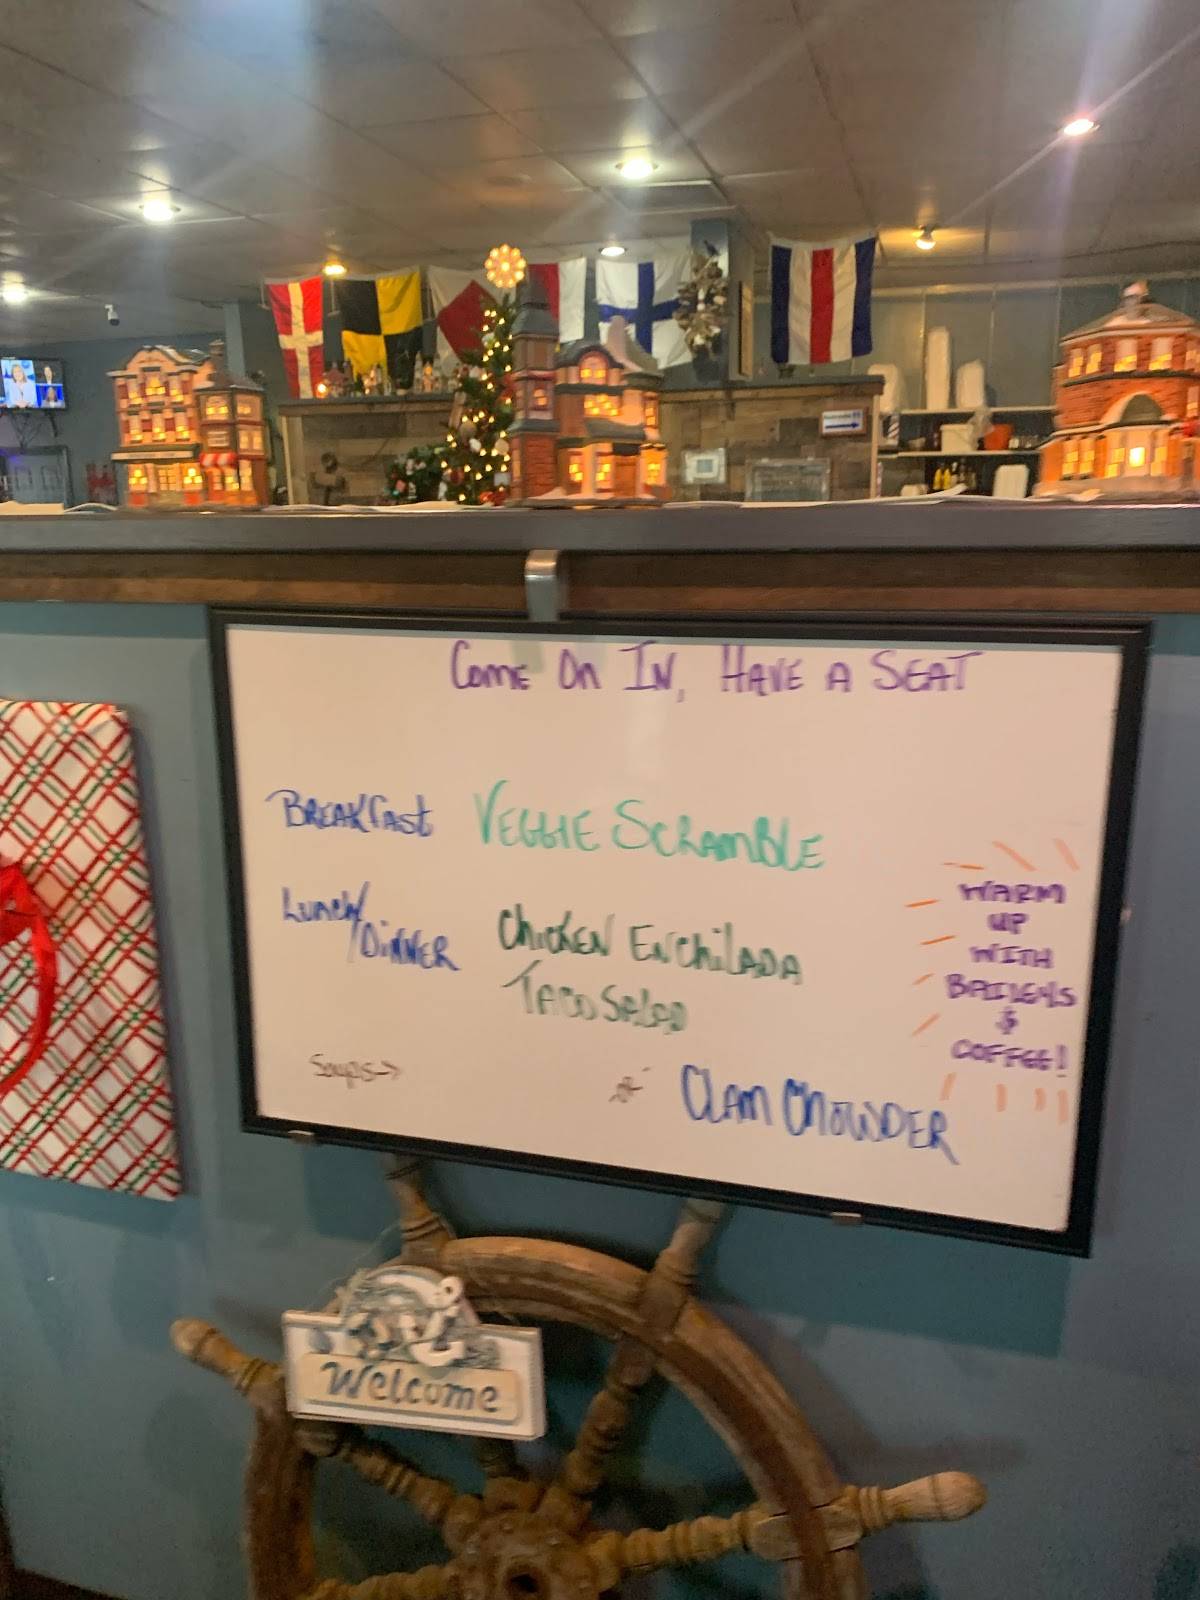 Come On In, Have A Seat
Breakfast Veggie Scramble
Lunch/Dinner Chicken Enchilada
Taco Salad
Soups→ or Clam Chowder
WARM
UP
WITH
BAILEYS
&
COFFEE!
Welcome